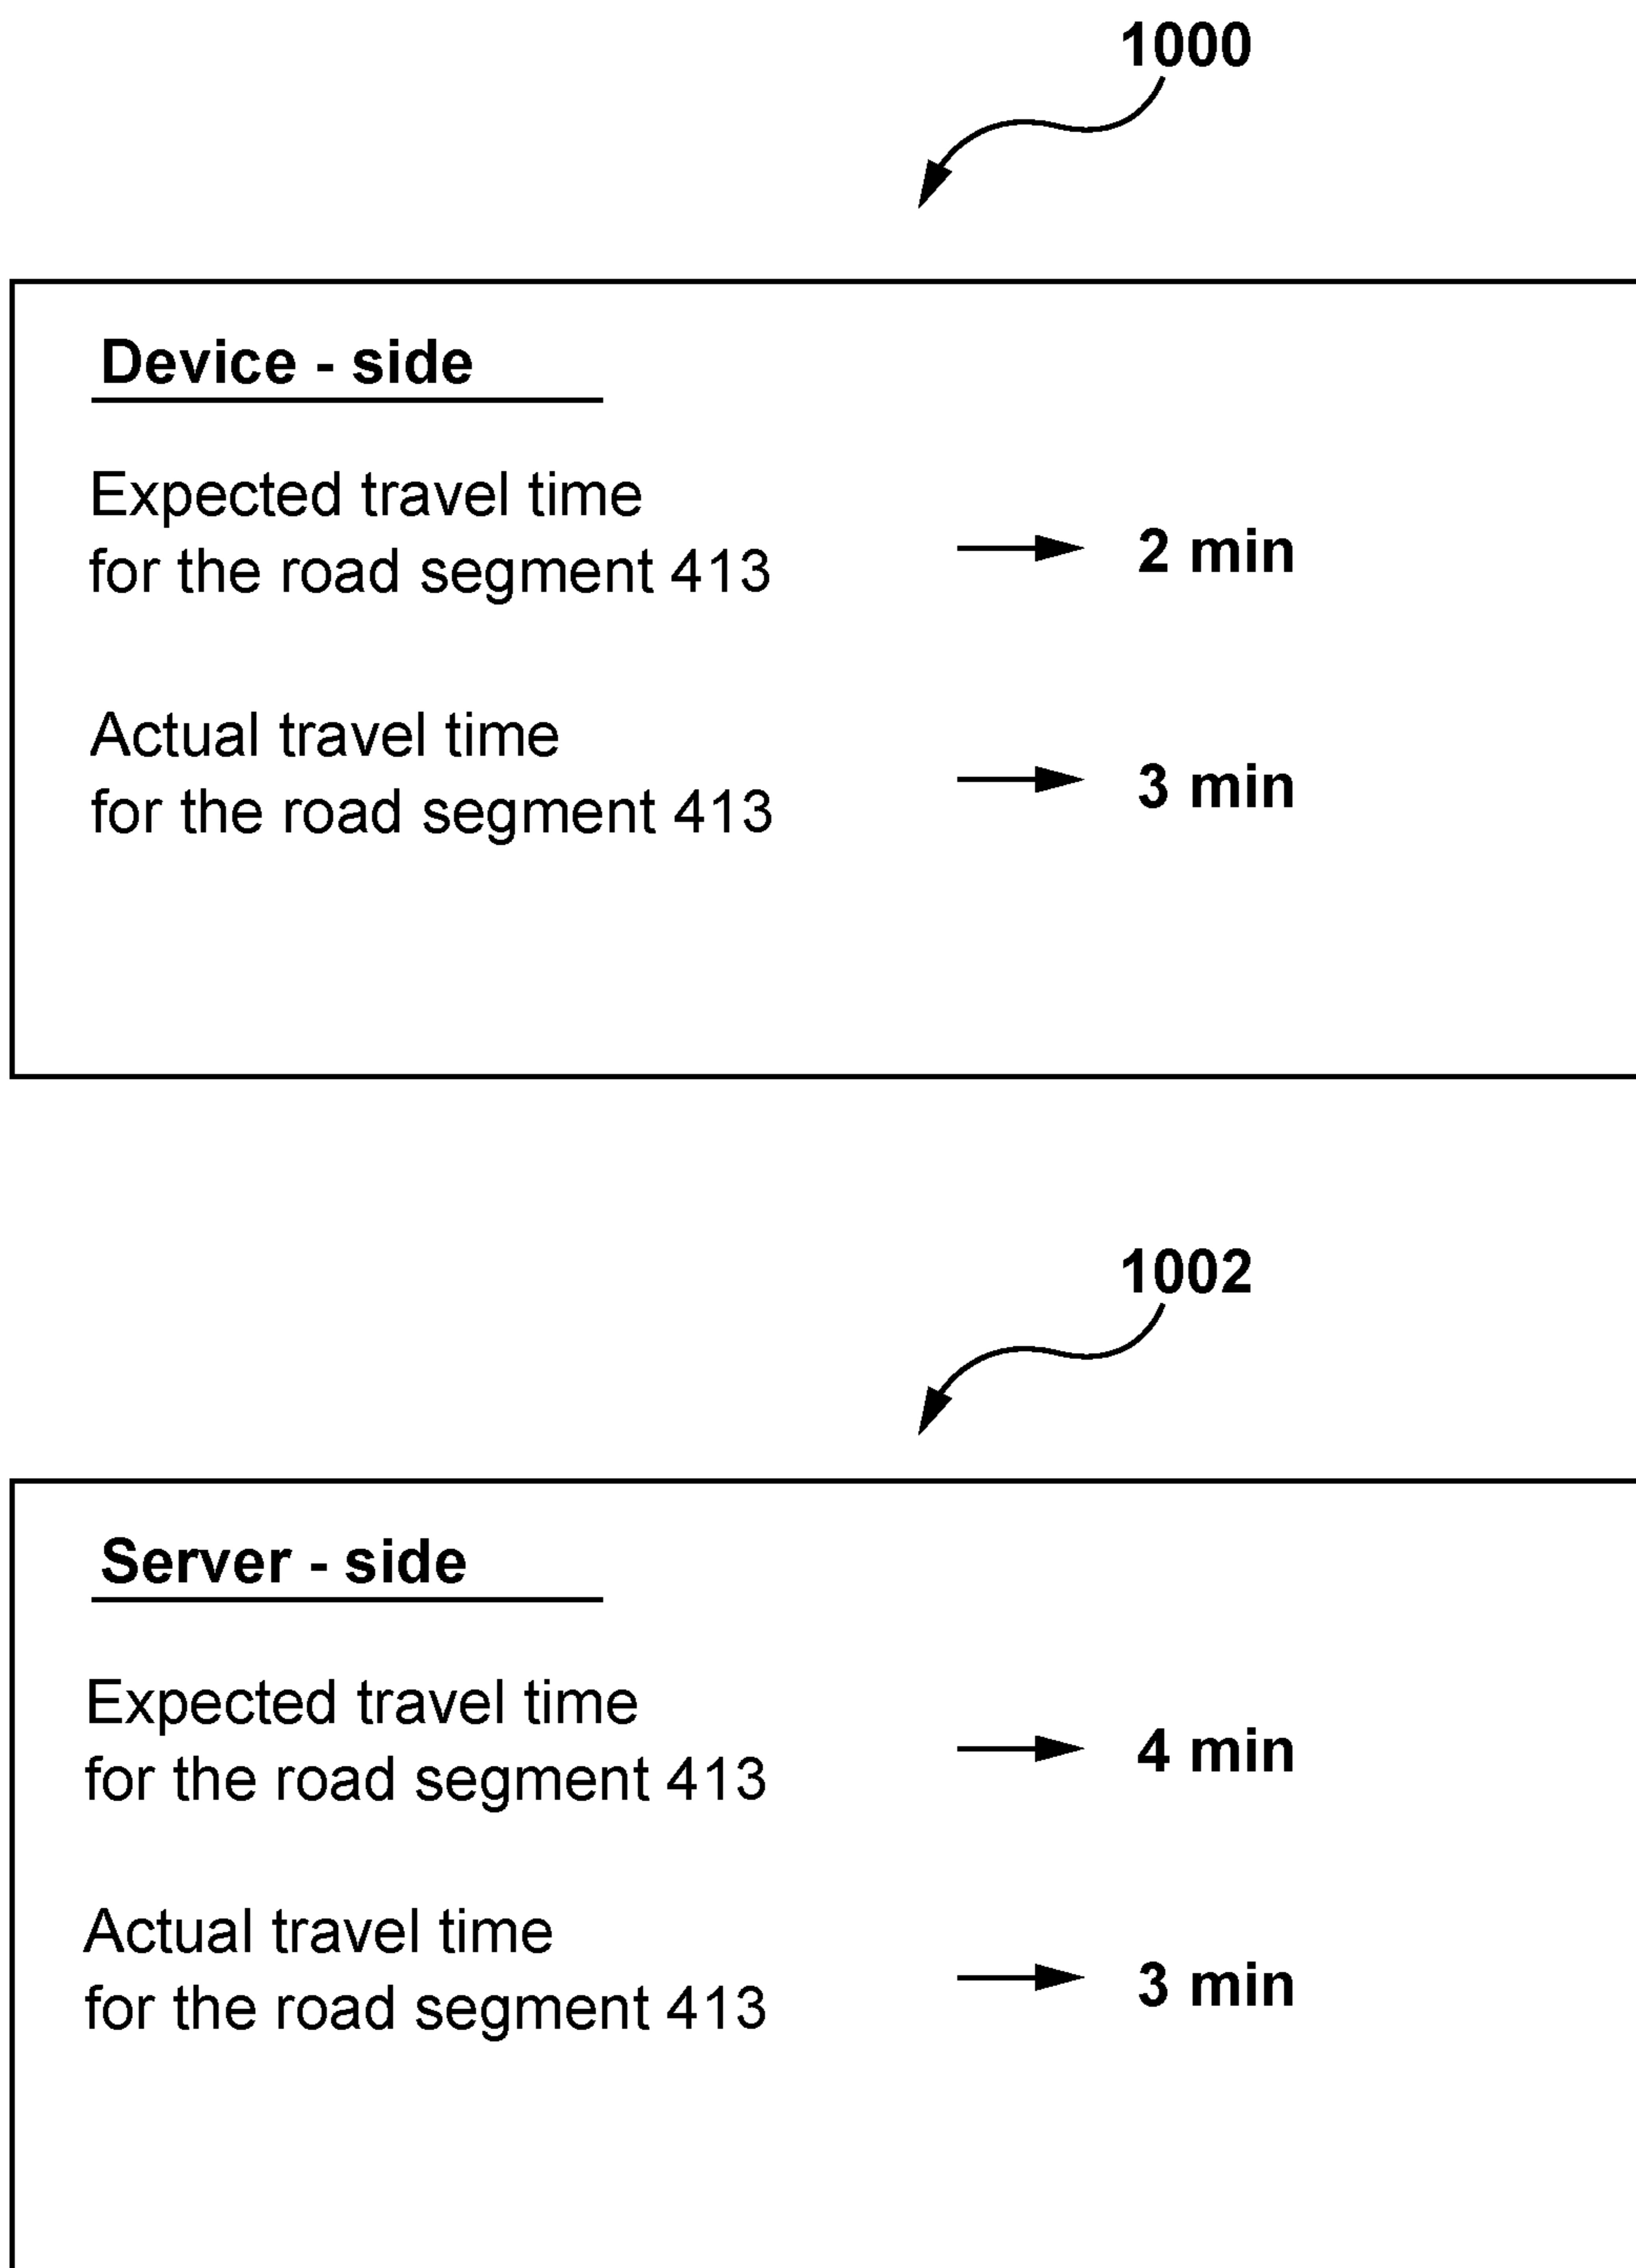 1000
Device - side
Expected travel time
for the road segment 413
2 min
Actual travel time
for the road segment 413
3 min
1002
Server - side
Expected travel time
for the road segment 413
4 min
Actual travel time
for the road segment 413
3 min